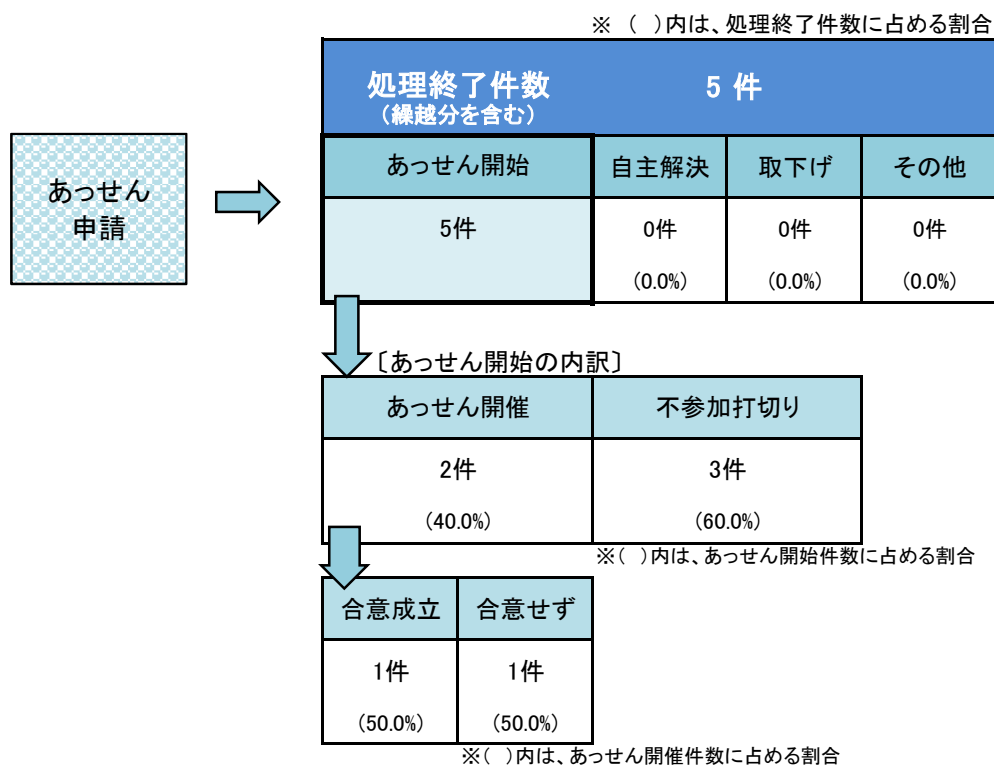 ※ ( )内は、処理終了件数に占める割合
処理終了件数 5 件
(繰越分を含む)
あっせん
申請
あっせん開始 自主解決 取下げ その他
5件 0件 0件 0件
(0.0%) (0.0%) (0.0%)
〔あっせん開始の内訳〕
あっせん開催 不参加打切り
2件 3件
(40.0%) (60.0%)
※( )内は、あっせん開始件数に占める割合
合意成立 合意せず
1件 1件
(50.0%) (50.0%)
※( )内は、あっせん開催件数に占める割合